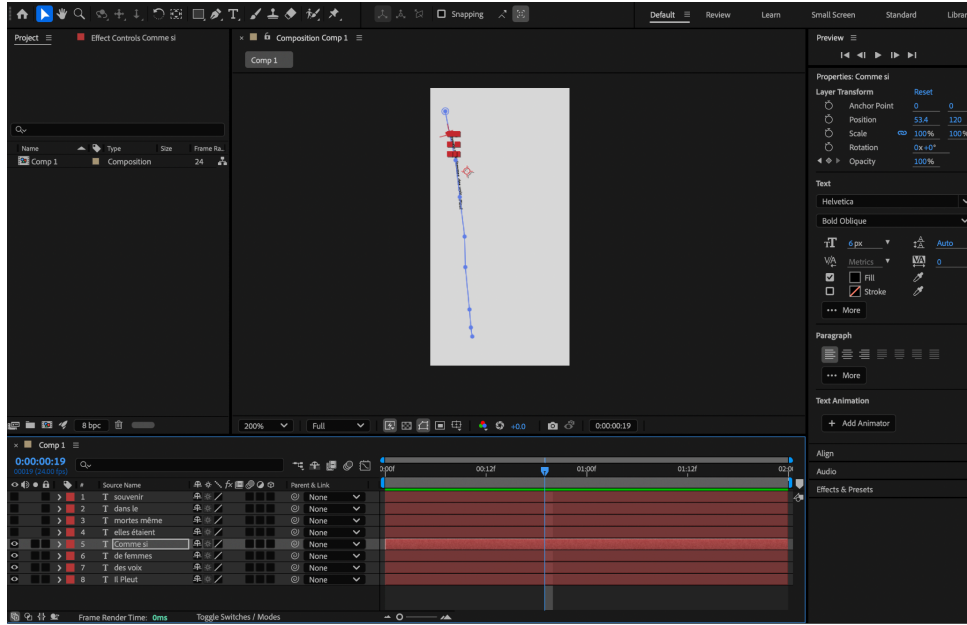 Snapping
Default
Review
Learn
Small Screen
Standard
Librar
Project
Effect Controls Comme si
Composition Comp 1
Preview
Comp 1
Properties: Comme si
Layer Transform
Reset
Anchor Point 0 0
Position 53.4 120
Scale 100% 100%
Rotation 0x+0°
Opacity 100%
Name Type Size Frame Ra..
Comp 1 Composition 24
Text
Helvetica
Bold Oblique
6 px Auto
Metrics 0
Fill
Stroke
More
Paragraph
More
Text Animation
+ Add Animator
8 bpc
200% Full +0.0 0:00:00:19
Align
Audio
Effects & Presets
Comp 1
0:00:00:19
00019 (24.00 fps)
00:12f 01:00f 01:12f
# Source Name Parent & Link
1 T souvenir None
2 T dans le None
3 T mortes même None
4 T elles étaient None
5 T Comme si None
6 T de femmes None
7 T des voix None
8 T Il Pleut None
Frame Render Time: 0ms
Toggle Switches / Modes